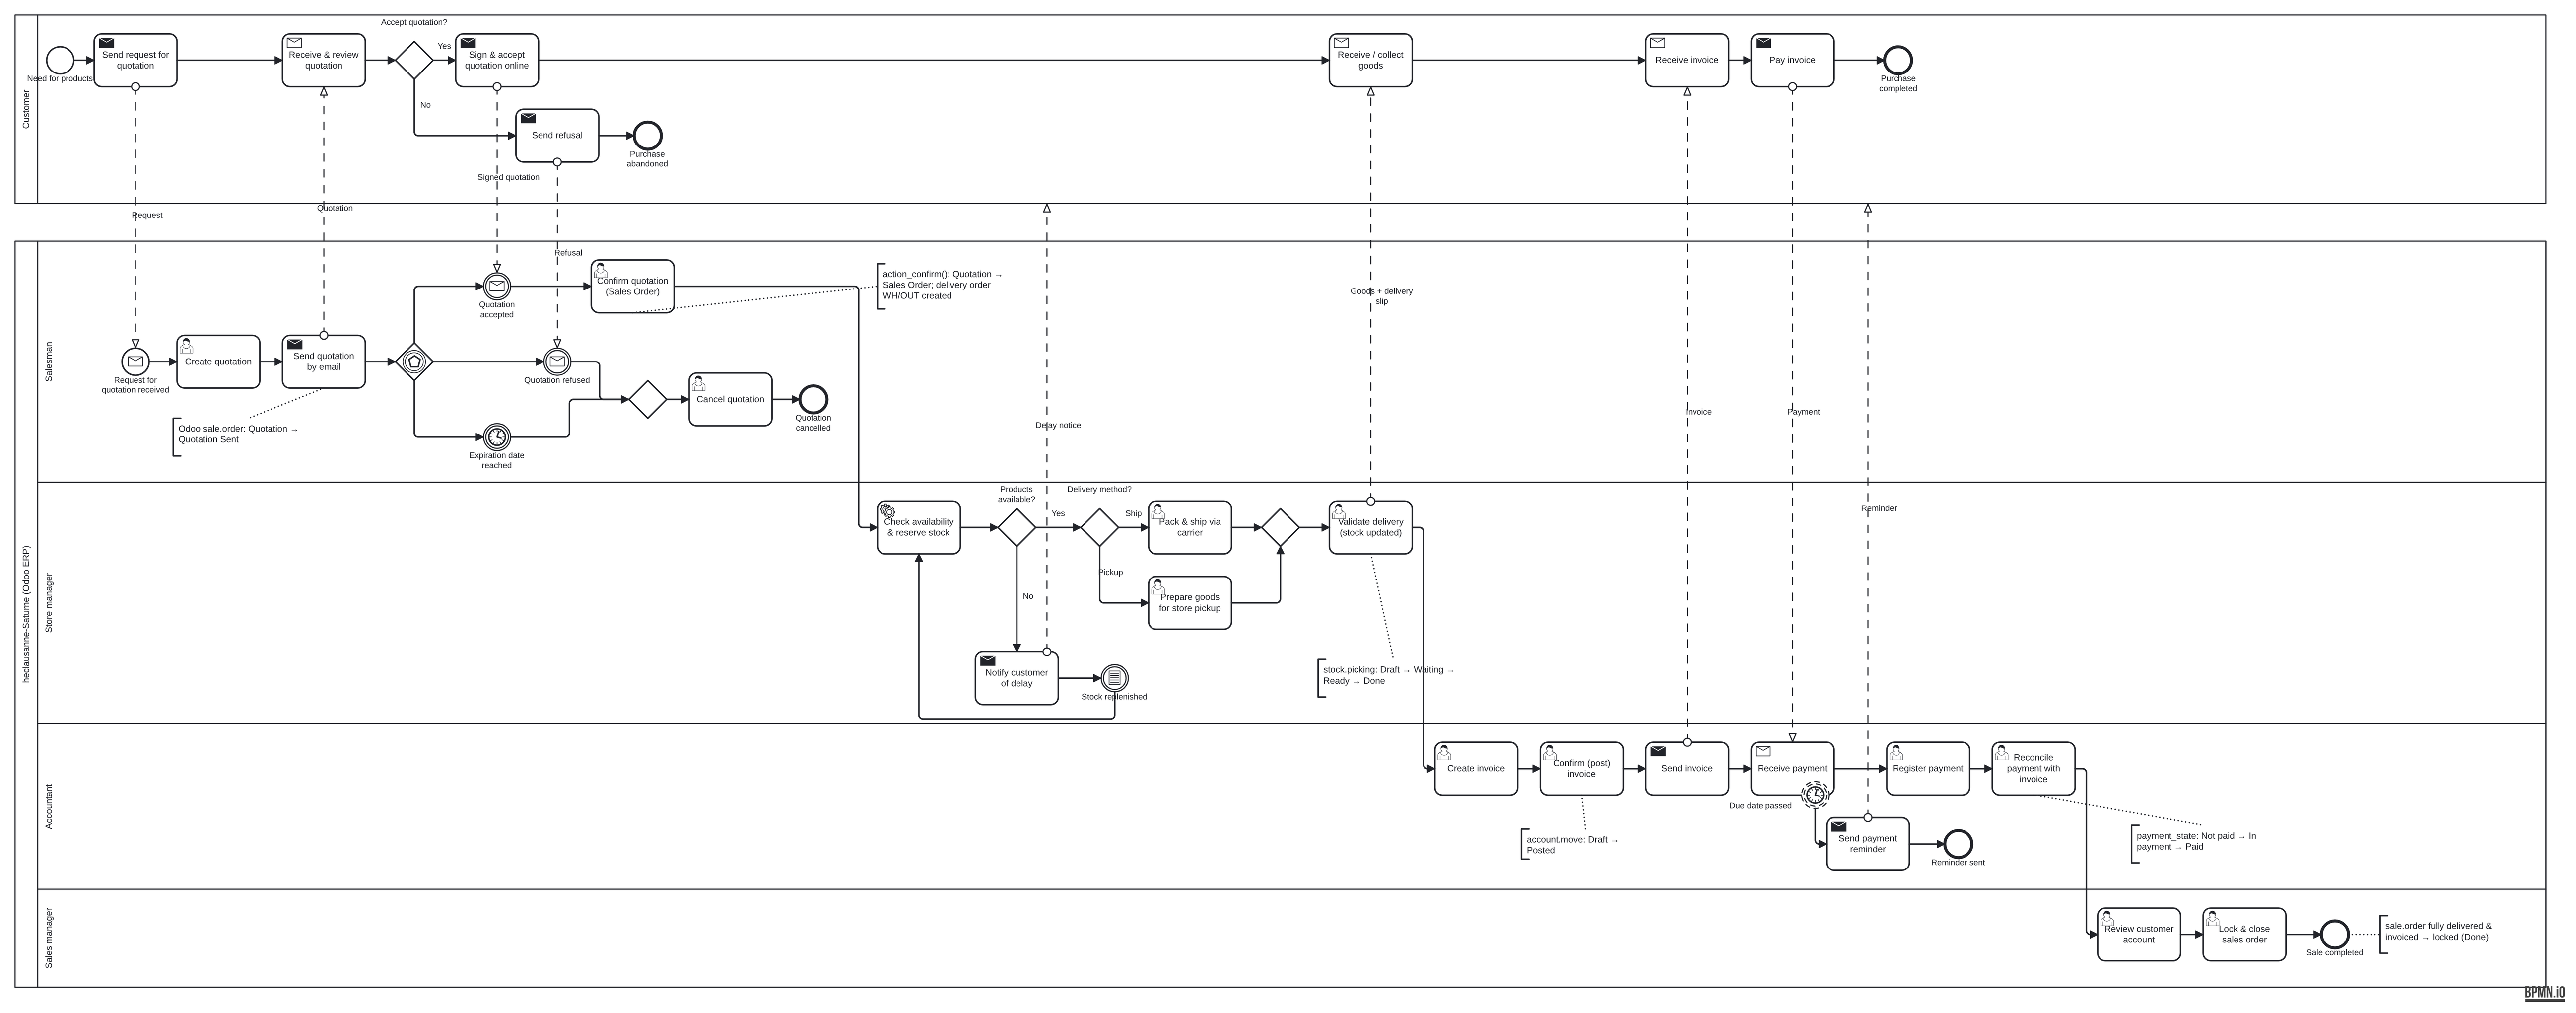 Customer
Accept quotation?
Need for products
Send request for
quotation
Receive & review
quotation
Yes
No
Sign & accept
quotation online
Send refusal
Purchase
abandoned
Receive / collect
goods
Receive invoice
Pay invoice
Purchase
completed
Request
Quotation
Signed quotation
Refusal
Delay notice
Goods + delivery
slip
Invoice
Payment
Reminder
heclausanne-Saturne (Odoo ERP)
Salesman
Request for
quotation received
Create quotation
Send quotation
by email
Odoo sale.order: Quotation →
Quotation Sent
Quotation
accepted
Quotation refused
Expiration date
reached
Confirm quotation
(Sales Order)
action_confirm(): Quotation →
Sales Order; delivery order
WH/OUT created
Cancel quotation
Quotation
cancelled
Store manager
Check availability
& reserve stock
Products
available?
Yes
No
Delivery method?
Ship
Pickup
Pack & ship via
carrier
Prepare goods
for store pickup
Validate delivery
(stock updated)
Notify customer
of delay
Stock replenished
stock.picking: Draft → Waiting →
Ready → Done
Accountant
Create invoice
Confirm (post)
invoice
Send invoice
Receive payment
Due date passed
Register payment
Reconcile
payment with
invoice
account.move: Draft →
Posted
Send payment
reminder
Reminder sent
payment_state: Not paid → In
payment → Paid
Sales manager
Review customer
account
Lock & close
sales order
Sale completed
sale.order fully delivered &
invoiced → locked (Done)
BPMN.iO